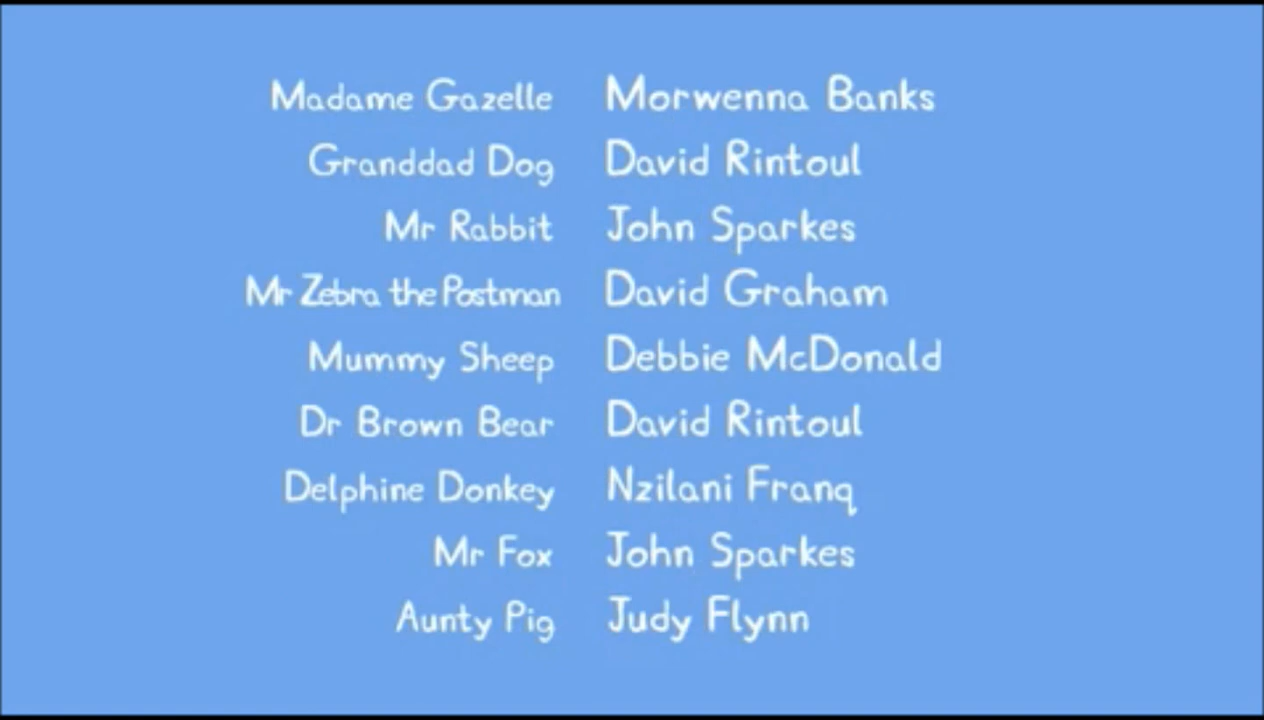 Madame Gazelle Morwenna Banks
Granddad Dog David Rintoul
Mr Rabbit John Sparkes
Mr Zebra the Postman David Graham
Mummy Sheep Debbie McDonald
Dr Brown Bear David Rintoul
Delphine Donkey Nzilani Franq
Mr Fox John Sparkes
Aunty Pig Judy Flynn